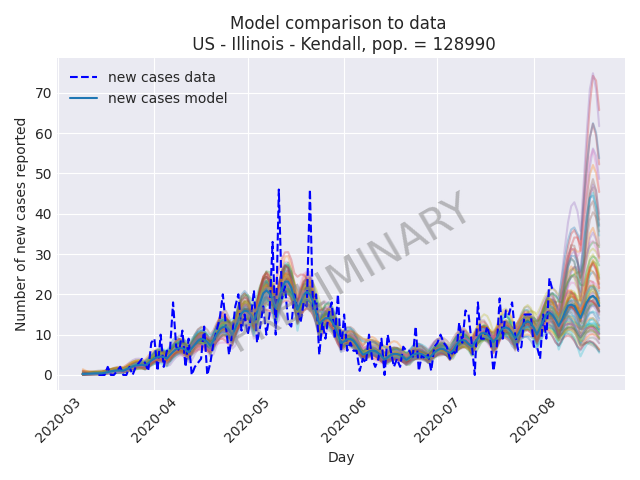 Model comparison to data
US - Illinois - Kendall, pop. = 128990
new cases data
new cases model
Number of new cases reported
70
60
50
40
30
20
10
0
PRELIMINARY
2020-03
2020-04
2020-05
2020-06
2020-07
2020-08
Day